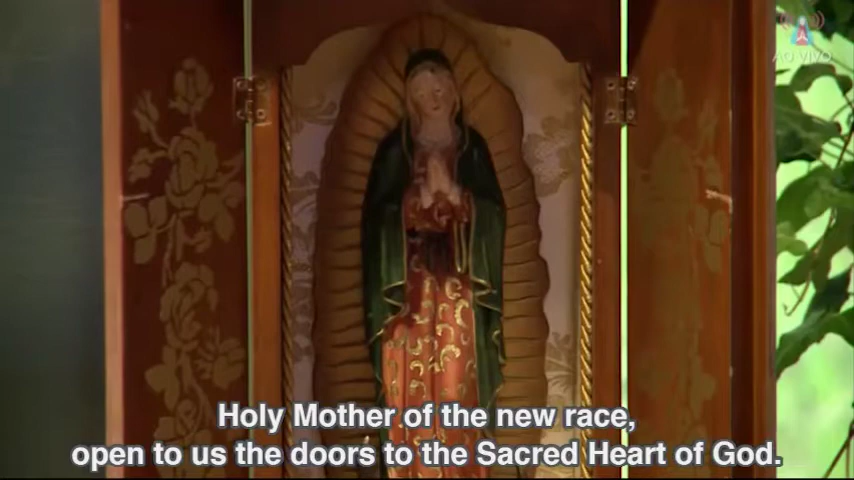 AO VIVO
Holy Mother of the new race,
open to us the doors to the Sacred Heart of God.